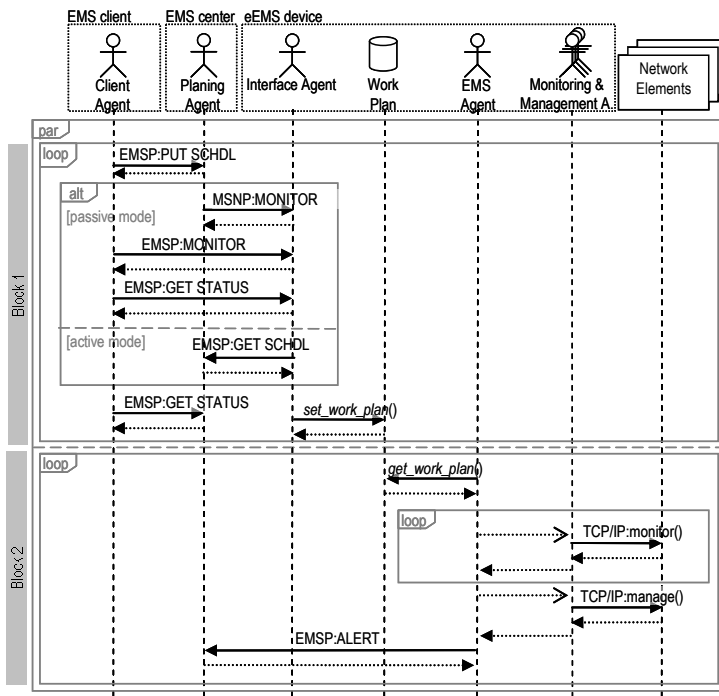 EMS client
EMS center
eEMS device
Client
Agent
Planing
Agent
Interface Agent
Work
Plan
EMS
Agent
Monitoring &
Management A.
Network
Elements
par
loop
EMSP:PUT SCHDL
alt
[passive mode]
MSNP:MONITOR
EMSP:MONITOR
EMSP:GET STATUS
[active mode]
EMSP:GET SCHDL
EMSP:GET STATUS
set_work_plan()
Block 1
loop
get_work_plan()
loop
TCP/IP:monitor()
TCP/IP:manage()
EMSP:ALERT
Block 2